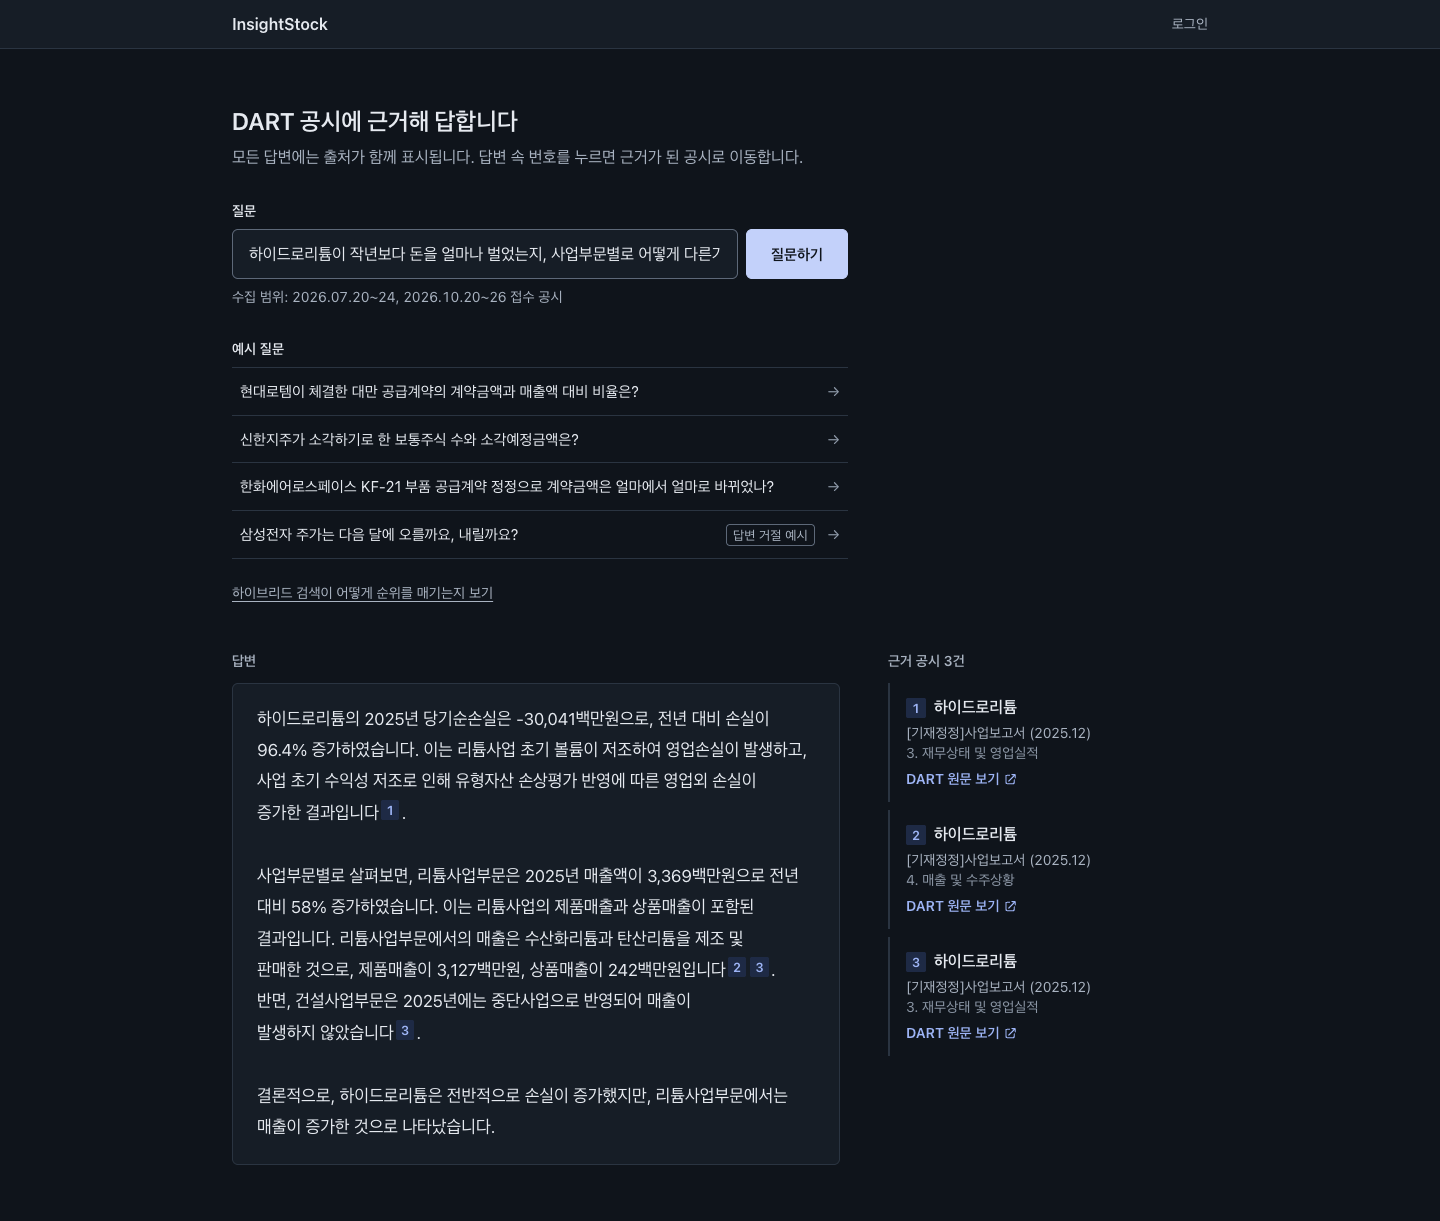 InsightStock
로그인
DART 공시에 근거해 답합니다
모든 답변에는 출처가 함께 표시됩니다. 답변 속 번호를 누르면 근거가 된 공시로 이동합니다.
질문
하이드로리튬이 작년보다 돈을 얼마나 벌었는지, 사업부문별로 어떻게
질문하기
수집 범위: 2026.07.20~24, 2026.10.20~26 접수 공시
예시 질문
현대로템이 체결한 대만 공급계약의 계약금액과 매출액 대비 비율은? →
신한지주가 소각하기로 한 보통주식 수와 소각예정금액은? →
한화에어로스페이스 KF-21 부품 공급계약 정정으로 계약금액은 얼마에서 얼마로 바뀌었나? →
삼성전자 주가는 다음 달에 오를까요, 내릴까요? 답변 거절 예시 →
하이브리드 검색이 어떻게 순위를 매기는지 보기
답변
하이드로리튬의 2025년 당기순손실은 -30,041백만원으로, 전년 대비 손실이
96.4% 증가하였습니다. 이는 리튬사업 초기 볼륨이 저조하여 영업손실이 발생하고,
사업 초기 수익성 저조로 인해 유형자산 손상평가 반영에 따른 영업외 손실이
증가한 결과입니다 1 .
사업부문별로 살펴보면, 리튬사업부문은 2025년 매출액이 3,369백만원으로 전년
대비 58% 증가하였습니다. 이는 리튬사업의 제품매출과 상품매출이 포함된
결과입니다. 리튬사업부문에서의 매출은 수산화리튬과 탄산리튬을 제조 및
판매한 것으로, 제품매출이 3,127백만원, 상품매출이 242백만원입니다 2 3 .
반면, 건설사업부문은 2025년에는 중단사업으로 반영되어 매출이
발생하지 않았습니다 3 .
결론적으로, 하이드로리튬은 전반적으로 손실이 증가했지만, 리튬사업부문에서는
매출이 증가한 것으로 나타났습니다.
근거 공시 3건
1 하이드로리튬
[기재정정]사업보고서 (2025.12)
3. 재무상태 및 영업실적
DART 원문 보기
2 하이드로리튬
[기재정정]사업보고서 (2025.12)
4. 매출 및 수주상황
DART 원문 보기
3 하이드로리튬
[기재정정]사업보고서 (2025.12)
3. 재무상태 및 영업실적
DART 원문 보기